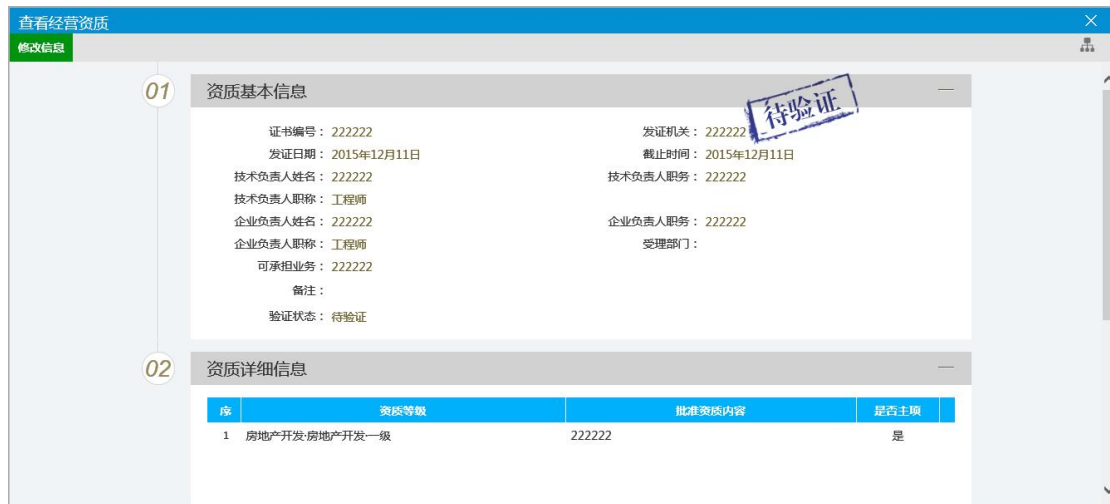 查看经营资质
修改信息
01 资质基本信息
待验证
证书编号： 222222 发证机关： 222222
发证日期： 2015年12月11日 截止时间： 2015年12月11日
技术负责人姓名： 222222 技术负责人职务： 222222
技术负责人职称： 工程师
企业负责人姓名： 222222 企业负责人职务： 222222
企业负责人职称： 工程师 受理部门：
可承担业务： 222222
备注：
验证状态： 待验证
02 资质详细信息
序 资质等级 批准资质内容 是否主项
1 房地产开发·房地产开发·一级 222222 是